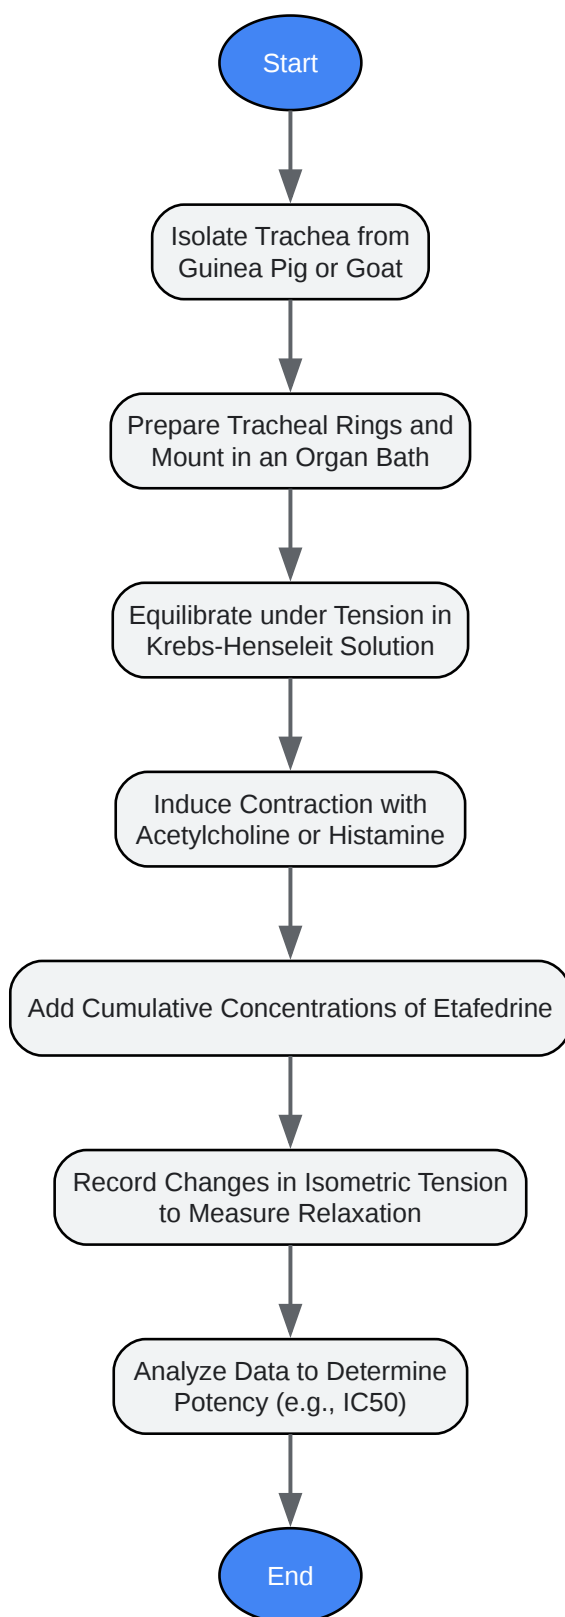 Start
Isolate Trachea from
Guinea Pig or Goat
Prepare Tracheal Rings and
Mount in an Organ Bath
Equilibrate under Tension in
Krebs-Henseleit Solution
Induce Contraction with
Acetylcholine or Histamine
Add Cumulative Concentrations of Etafedrine
Record Changes in Isometric Tension
to Measure Relaxation
Analyze Data to Determine
Potency (e.g., IC50)
End